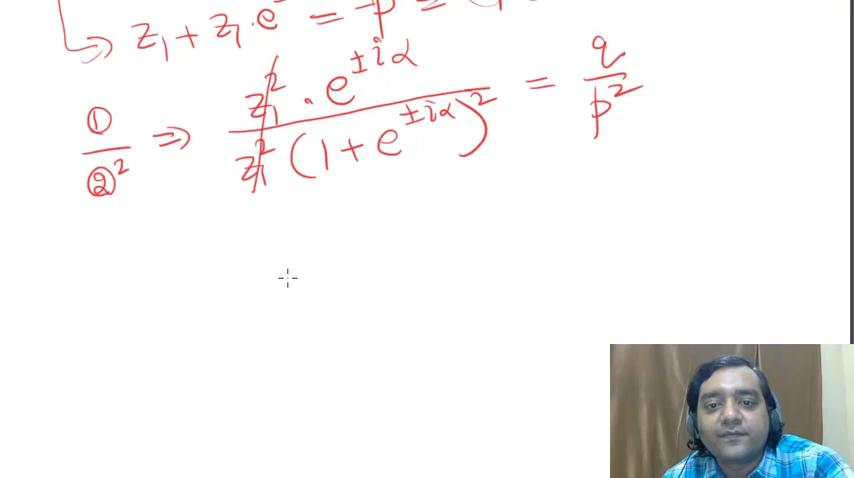 ↳ z₁ + z₁ · e = -p =
①/②² ⇒ z₁² · e^(±iα) / z₁² (1 + e^(±iα))² = q/p²